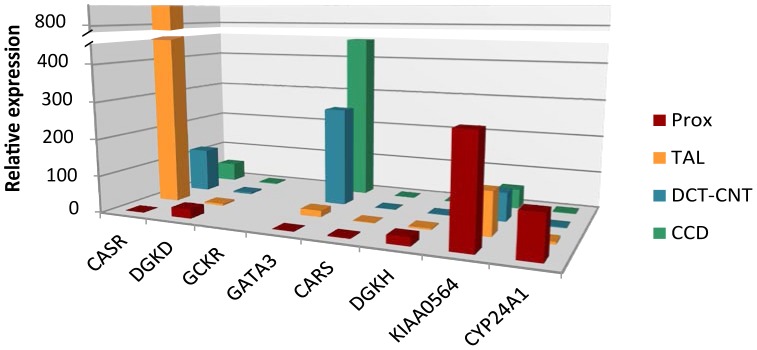 800
400
300
200
100
0
Relative expression
CASR
DGKD
GCKR
GATA3
CARS
DGKH
KIAA0564
CYP24A1
Prox
TAL
DCT-CNT
CCD